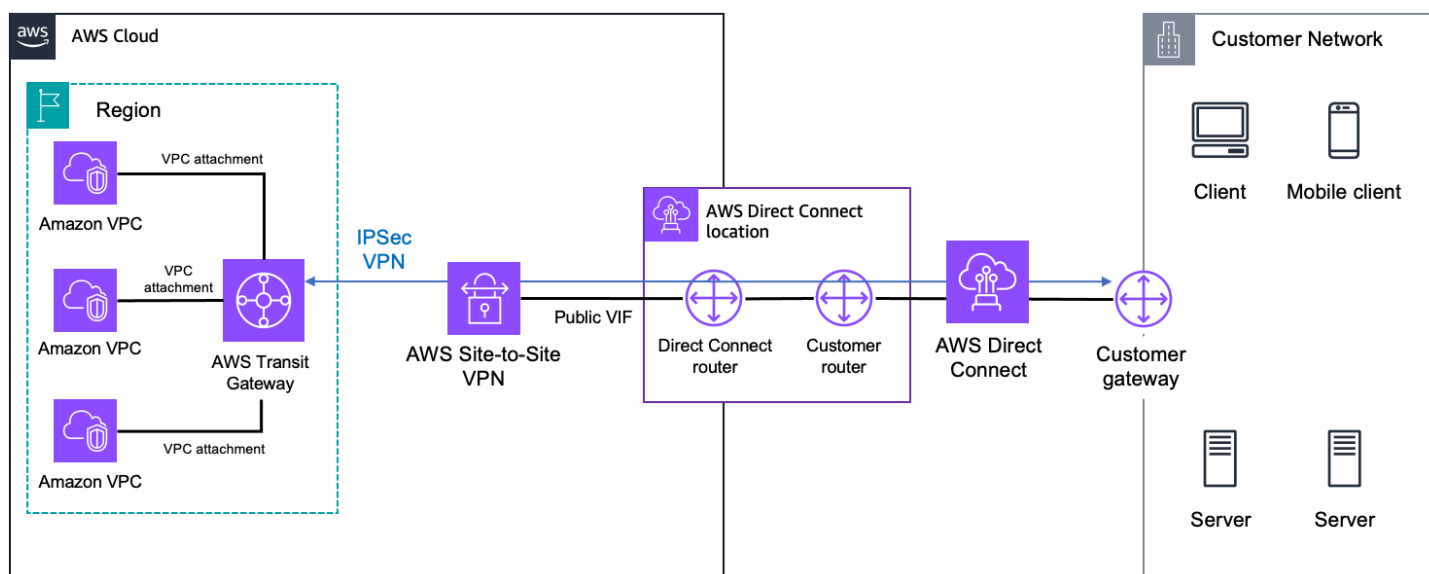 aws
AWS Cloud
Region
VPC attachment
Amazon VPC
VPC
attachment
Amazon VPC
AWS Transit
Gateway
VPC attachment
Amazon VPC
IPSec
VPN
AWS Site-to-Site
VPN
Public VIF
AWS Direct Connect
location
Direct Connect
router
Customer
router
AWS Direct
Connect
Customer
gateway
Customer Network
Client
Mobile client
Server
Server